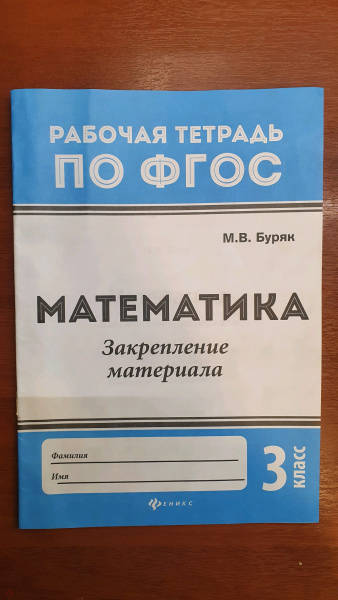 РАБОЧАЯ ТЕТРАДЬ
ПО ФГОС
М.В. Буряк
МАТЕМАТИКА
Закрепление
материала
Фамилия
Имя
3 класс
ФЕНИКС